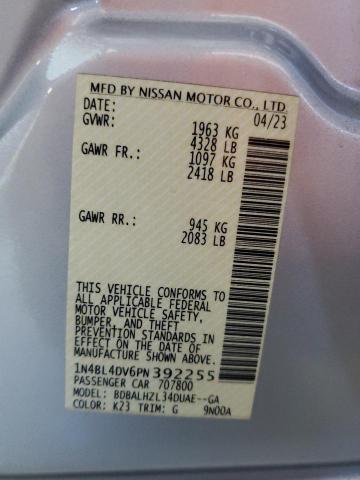 MFD BY NISSAN MOTOR CO., LTD.
DATE: 04/23
GVWR: 1963 KG
4328 LB
GAWR FR.: 1097 KG
2418 LB
GAWR RR.: 945 KG
2083 LB
THIS VEHICLE CONFORMS TO
ALL APPLICABLE FEDERAL
MOTOR VEHICLE SAFETY,
BUMPER, AND THEFT
PREVENTION STANDARDS
IN EFFECT ON THE DATE OF
MANUFACTURE SHOWN ABOVE.
1N4BL4DV6PN392255
PASSENGER CAR 707800
MODEL: BDBALHZL34DUAE--GA
COLOR: K23 TRIM: G 9N00A